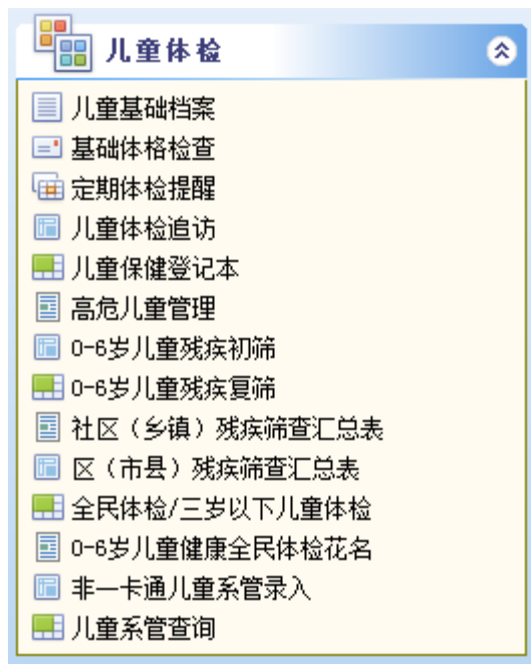 儿童体检
儿童基础档案
基础体格检查
定期体检提醒
儿童体检追访
儿童保健登记本
高危儿童管理
0-6岁儿童残疾初筛
0-6岁儿童残疾复筛
社区（乡镇）残疾筛查汇总表
区（市县）残疾筛查汇总表
全民体检/三岁以下儿童体检
0-6岁儿童健康全民体检花名
非一卡通儿童系管录入
儿童系管查询